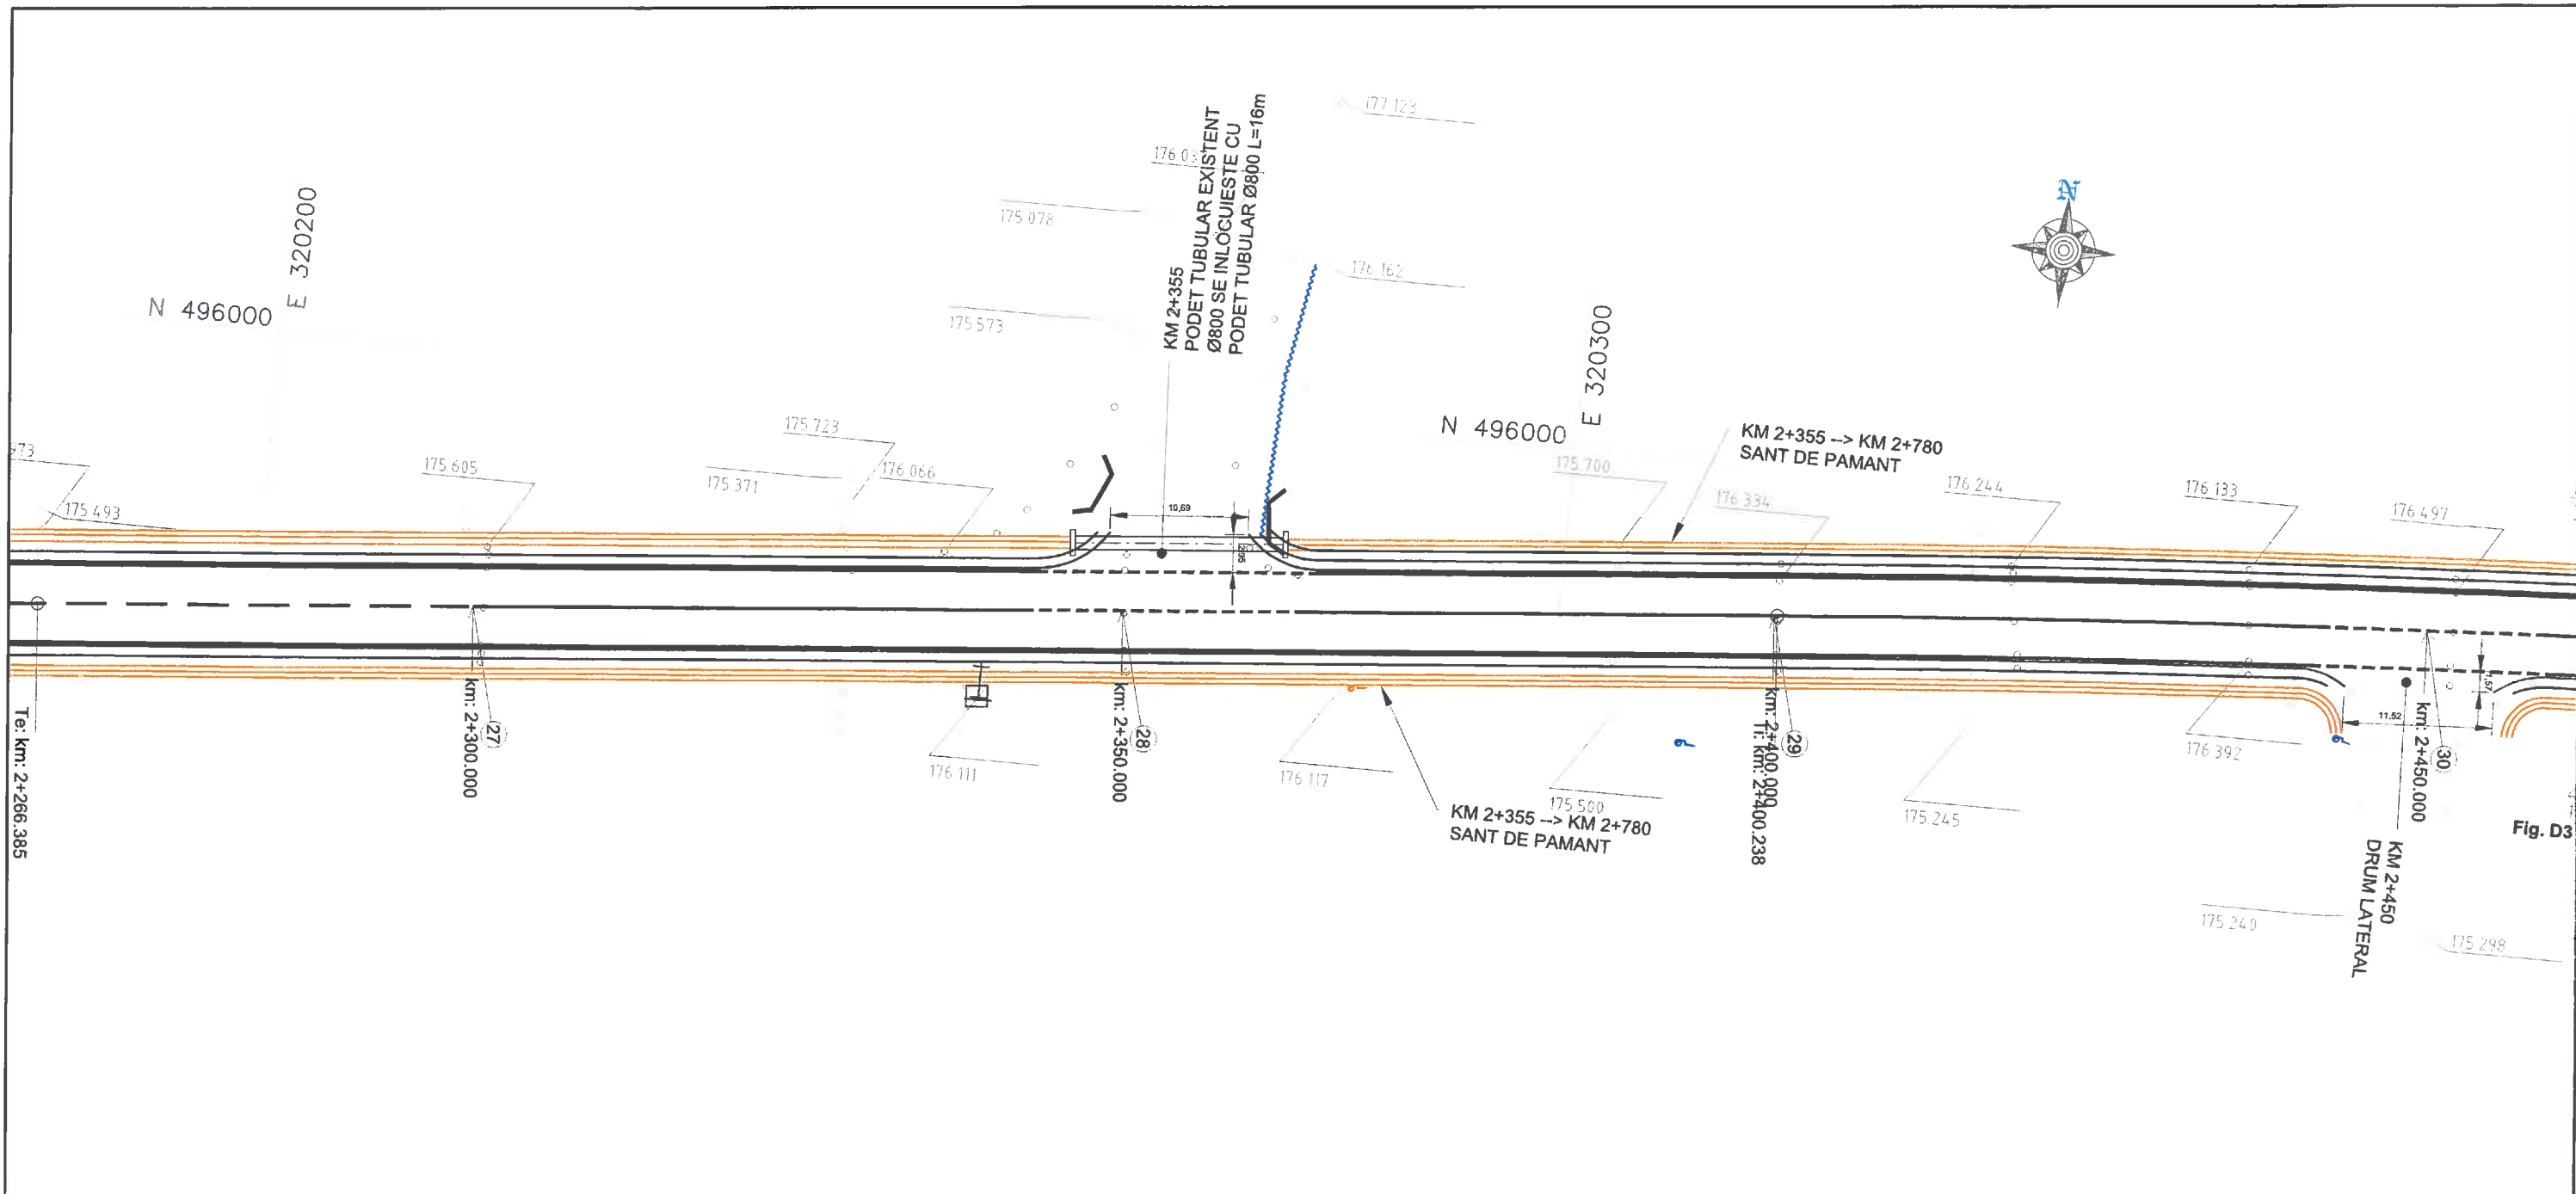 N
177.123
175.078
176.162
175.573
KM 2+355
PODET TUBULAR EXISTENT
Ø800 SE INLOCUIESTE CU
PODET TUBULAR Ø800 L=16m
N 496000
E 320200
N 496000
E 320300
175.493
175.605
175.723
175.371
176.066
10,69
2,95
175.700
KM 2+355 --> KM 2+780
SANT DE PAMANT
176.334
176.244
176.133
176.497
Te: km: 2+266.385
27
km: 2+300.000
176.111
28
km: 2+350.000
176.117
KM 2+355 --> KM 2+780
SANT DE PAMANT
175.500
29
km: 2+400.000
Ti: km: 2+400.238
175.245
176.392
11,52
1,57
30
km: 2+450.000
KM 2+450
DRUM LATERAL
Fig. D3
175.240
175.298